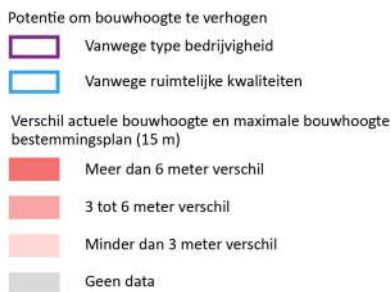 Potentie om bouwhoogte te verhogen
Vanwege type bedrijvigheid
Vanwege ruimtelijke kwaliteiten
Verschil actuele bouwhoogte en maximale bouwhoogte
bestemmingsplan (15 m)
Meer dan 6 meter verschil
3 tot 6 meter verschil
Minder dan 3 meter verschil
Geen data